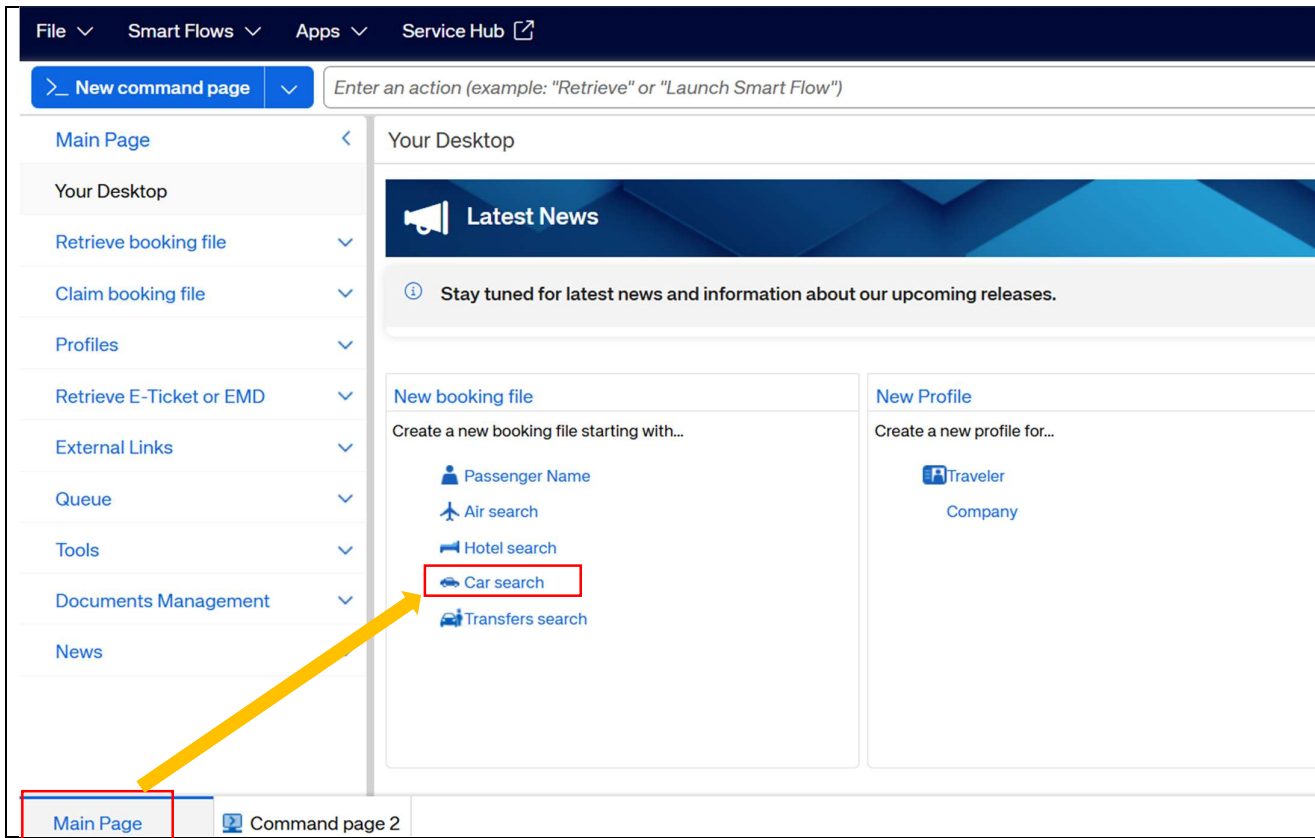 File Smart Flows Apps Service Hub
>_ New command page Enter an action (example: "Retrieve" or "Launch Smart Flow")
Main Page
Your Desktop
Retrieve booking file
Claim booking file
Profiles
Retrieve E-Ticket or EMD
External Links
Queue
Tools
Documents Management
News
Your Desktop
Latest News
Stay tuned for latest news and information about our upcoming releases.
New booking file
Create a new booking file starting with...
Passenger Name
Air search
Hotel search
Car search
Transfers search
New Profile
Create a new profile for...
Traveler
Company
Main Page Command page 2